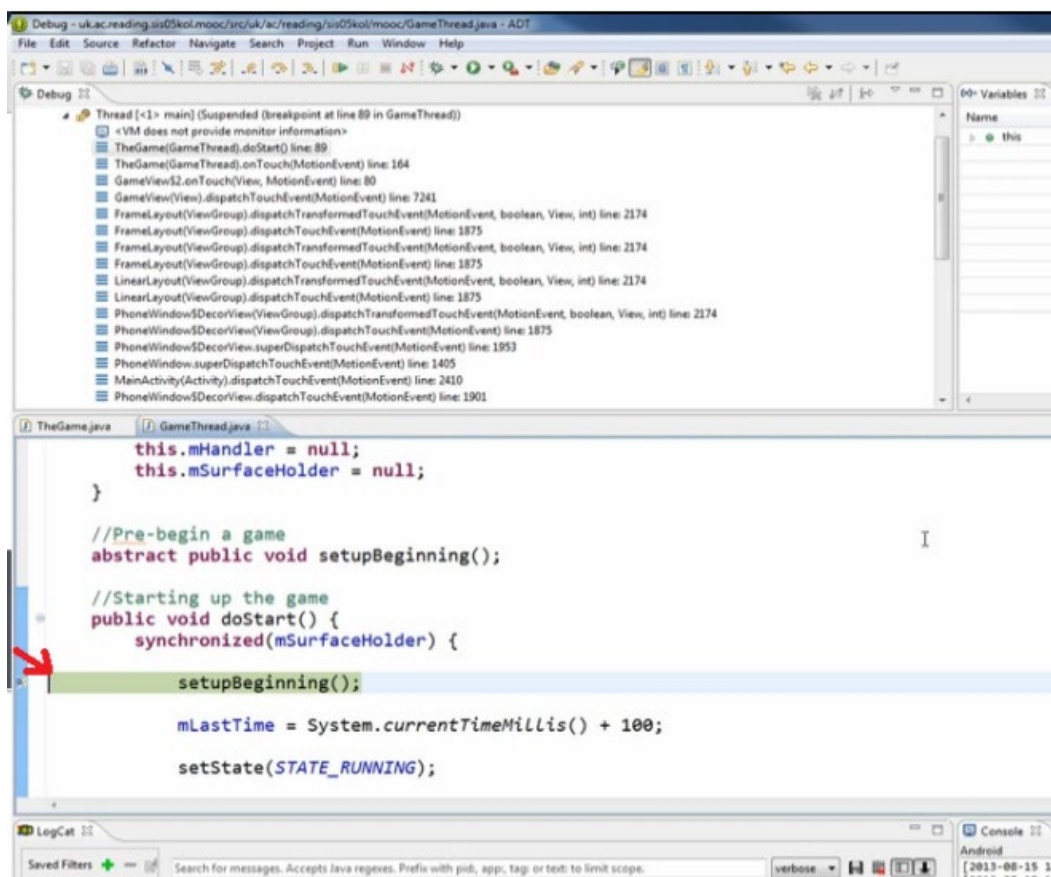 Debug - uk.ac.reading.sis05kol.mooc/src/uk/ac/reading/sis05kol/mooc/GameThread.java - ADT
File Edit Source Refactor Navigate Search Project Run Window Help
Debug
Variables
Thread [<1> main] (Suspended (breakpoint at line 89 in GameThread))
Name
<VM does not provide monitor information>
this
TheGame(GameThread).doStart() line: 89
TheGame(GameThread).onTouch(MotionEvent) line: 164
GameView$2.onTouch(View, MotionEvent) line: 80
GameView(View).dispatchTouchEvent(MotionEvent) line: 7241
FrameLayout(ViewGroup).dispatchTransformedTouchEvent(MotionEvent, boolean, View, int) line: 2174
FrameLayout(ViewGroup).dispatchTouchEvent(MotionEvent) line: 1875
FrameLayout(ViewGroup).dispatchTransformedTouchEvent(MotionEvent, boolean, View, int) line: 2174
FrameLayout(ViewGroup).dispatchTouchEvent(MotionEvent) line: 1875
LinearLayout(ViewGroup).dispatchTransformedTouchEvent(MotionEvent, boolean, View, int) line: 2174
LinearLayout(ViewGroup).dispatchTouchEvent(MotionEvent) line: 1875
PhoneWindow$DecorView(ViewGroup).dispatchTransformedTouchEvent(MotionEvent, boolean, View, int) line: 2174
PhoneWindow$DecorView(ViewGroup).dispatchTouchEvent(MotionEvent) line: 1875
PhoneWindow$DecorView.superDispatchTouchEvent(MotionEvent) line: 1953
PhoneWindow.superDispatchTouchEvent(MotionEvent) line: 1405
MainActivity(Activity).dispatchTouchEvent(MotionEvent) line: 2410
PhoneWindow$DecorView.dispatchTouchEvent(MotionEvent) line: 1901
TheGame.java GameThread.java
this.mHandler = null;
this.mSurfaceHolder = null;
}
//Pre-begin a game
abstract public void setupBeginning();
//Starting up the game
public void doStart() {
synchronized(mSurfaceHolder) {
setupBeginning();
mLastTime = System.currentTimeMillis() + 100;
setState(STATE_RUNNING);
LogCat
Console
Saved Filters
Search for messages. Accepts Java regexes. Prefix with pid:, app:, tag: or text: to limit scope.
verbose
Android
[2013-08-15 1